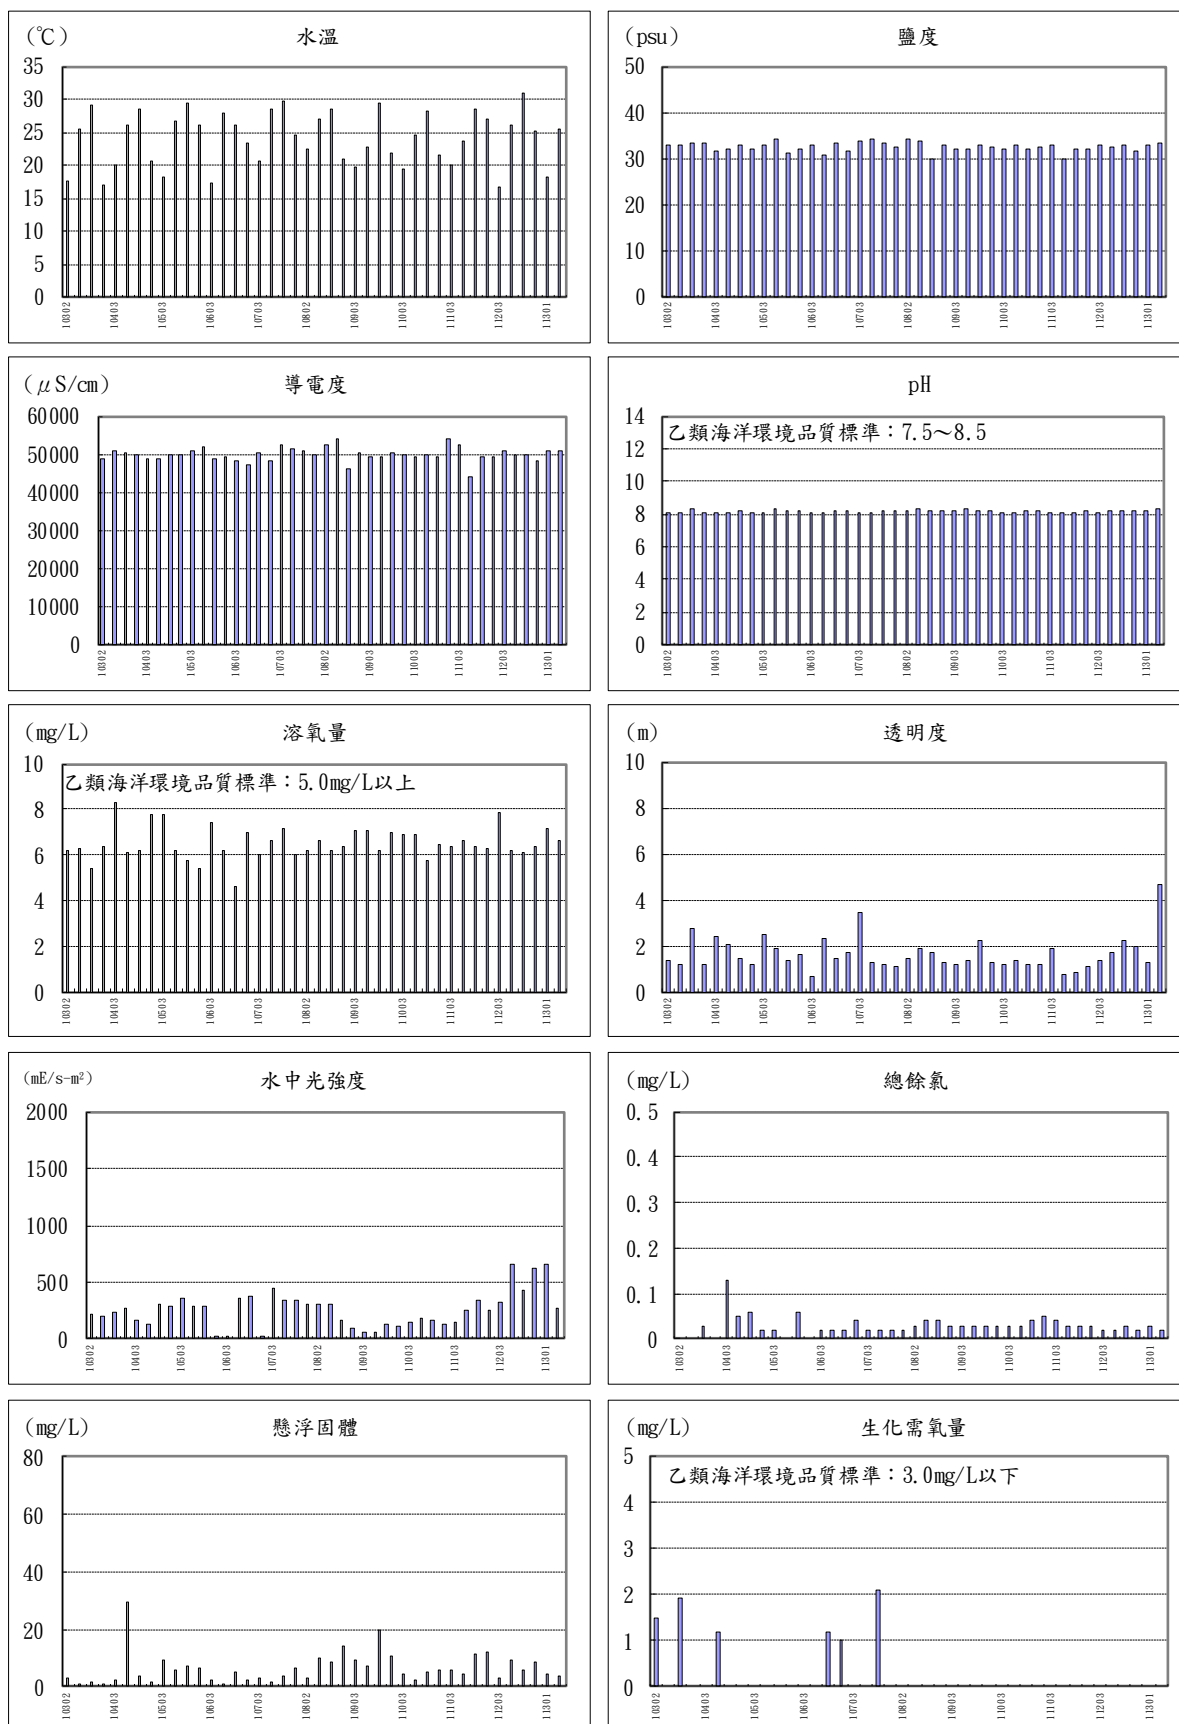 (℃) 水溫
35
30
25
20
15
10
5
0
10302 10403 10503 10603 10703 10802 10903 11003 11103 11203 11301
(psu) 鹽度
50
40
30
20
10
0
10302 10403 10503 10603 10703 10802 10903 11003 11103 11203 11301
(μS/cm) 導電度
60000
50000
40000
30000
20000
10000
0
10302 10403 10503 10603 10703 10802 10903 11003 11103 11203 11301
pH
乙類海洋環境品質標準：7.5～8.5
14
12
10
8
6
4
2
0
10302 10403 10503 10603 10703 10802 10903 11003 11103 11203 11301
(mg/L) 溶氧量
乙類海洋環境品質標準：5.0mg/L以上
10
8
6
4
2
0
10302 10403 10503 10603 10703 10802 10903 11003 11103 11203 11301
(m) 透明度
10
8
6
4
2
0
10302 10403 10503 10603 10703 10802 10903 11003 11103 11203 11301
(mE/s-m²) 水中光強度
2000
1500
1000
500
0
10302 10403 10503 10603 10703 10802 10903 11003 11103 11203 11301
(mg/L) 總餘氯
0.5
0.4
0.3
0.2
0.1
0
10302 10403 10503 10603 10703 10802 10903 11003 11103 11203 11301
(mg/L) 懸浮固體
80
60
40
20
0
10302 10403 10503 10603 10703 10802 10903 11003 11103 11203 11301
(mg/L) 生化需氧量
乙類海洋環境品質標準：3.0mg/L以下
5
4
3
2
1
0
10302 10403 10503 10603 10703 10802 10903 11003 11103 11203 11301